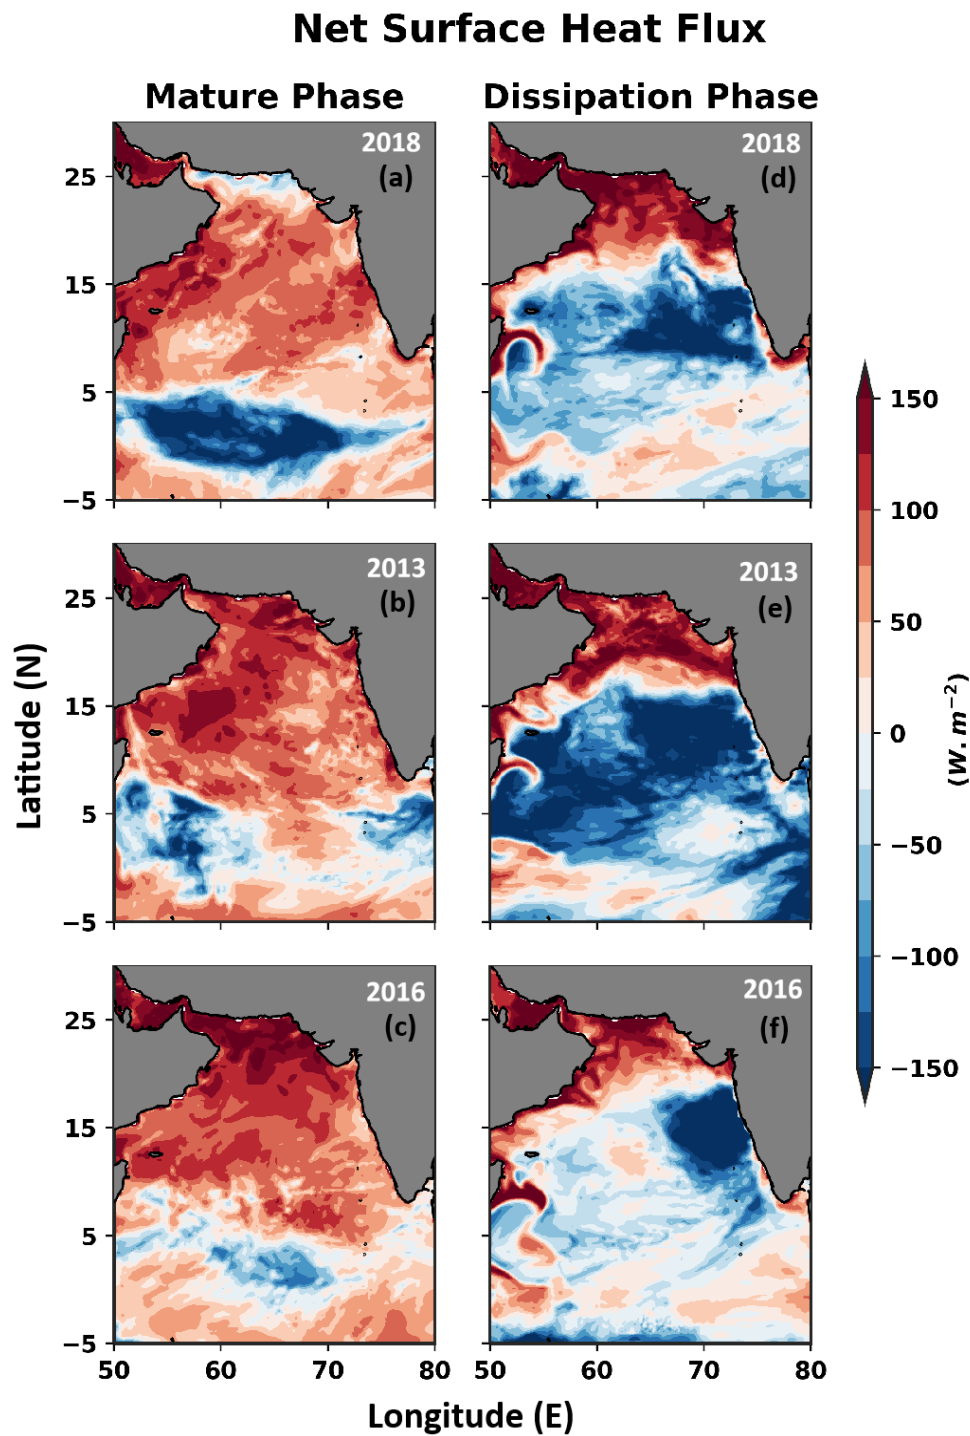 Net Surface Heat Flux
Mature Phase
Dissipation Phase
2018
(a)
25
15
5
−5
2018
(d)
2013
(b)
25
15
5
−5
2013
(e)
2016
(c)
25
15
5
−5
50
60
70
80
2016
(f)
50
60
70
80
Latitude (N)
Longitude (E)
150
100
50
0
−50
−100
−150
(W. m−2)